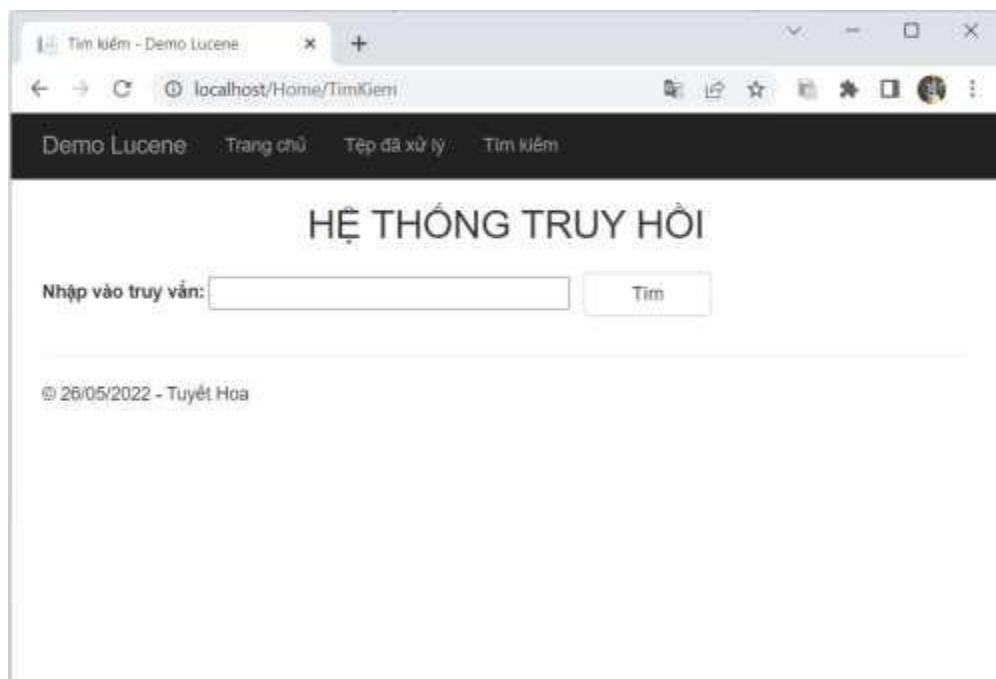 Tìm kiếm - Demo Lucene
localhost/Home/TimKiem
Demo Lucene Trang chủ Tệp đã xử lý Tìm kiếm
HỆ THỐNG TRUY HỒI
Nhập vào truy vấn: Tìm
© 26/05/2022 - Tuyết Hoa